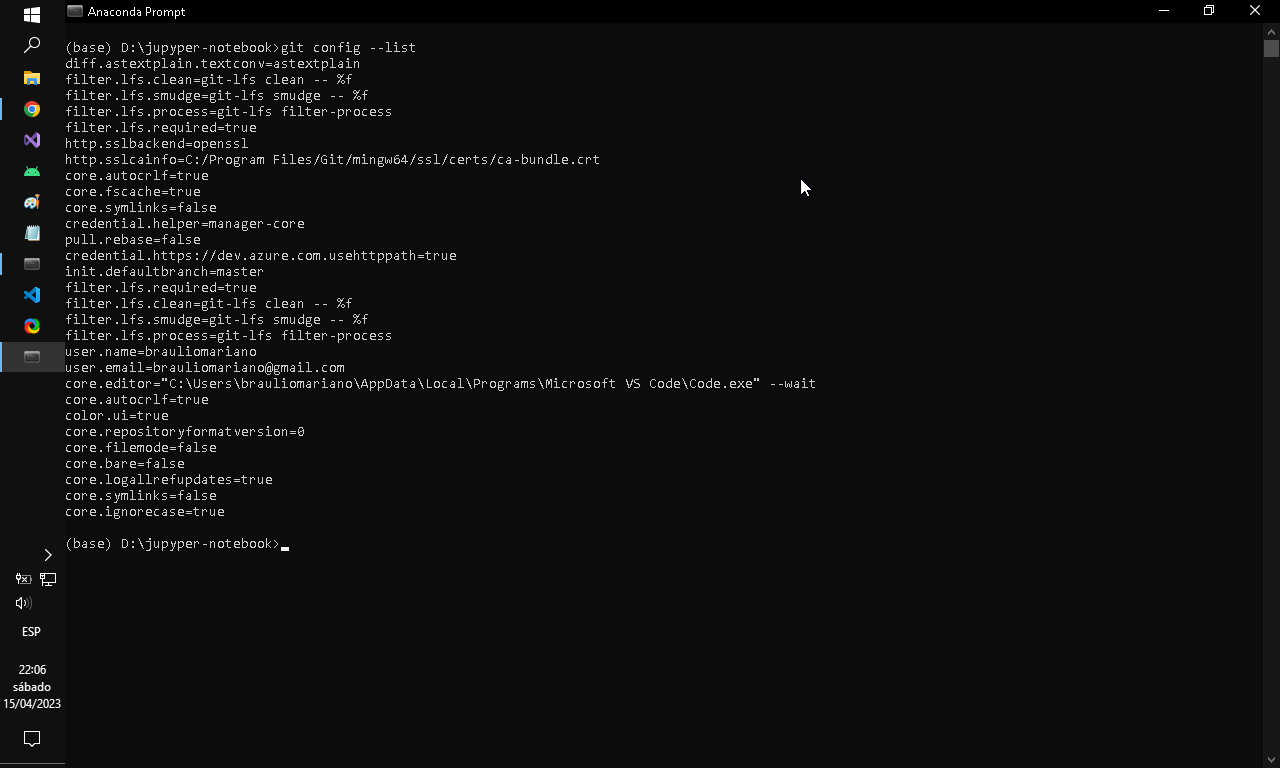 Anaconda Prompt
(base) D:\jupyper-notebook>git config --list
diff.astextplain.textconv=astextplain
filter.lfs.clean=git-lfs clean -- %f
filter.lfs.smudge=git-lfs smudge -- %f
filter.lfs.process=git-lfs filter-process
filter.lfs.required=true
http.sslbackend=openssl
http.sslcainfo=C:/Program Files/Git/mingw64/ssl/certs/ca-bundle.crt
core.autocrlf=true
core.fscache=true
core.symlinks=false
credential.helper=manager-core
pull.rebase=false
credential.https://dev.azure.com.usehttppath=true
init.defaultbranch=master
filter.lfs.required=true
filter.lfs.clean=git-lfs clean -- %f
filter.lfs.smudge=git-lfs smudge -- %f
filter.lfs.process=git-lfs filter-process
user.name=brauliomariano
user.email=brauliomariano@gmail.com
core.editor="C:\Users\brauliomariano\AppData\Local\Programs\Microsoft VS Code\Code.exe" --wait
core.autocrlf=true
color.ui=true
core.repositoryformatversion=0
core.filemode=false
core.bare=false
core.logallrefupdates=true
core.symlinks=false
core.ignorecase=true
(base) D:\jupyper-notebook>
ESP
22:06
sábado
15/04/2023